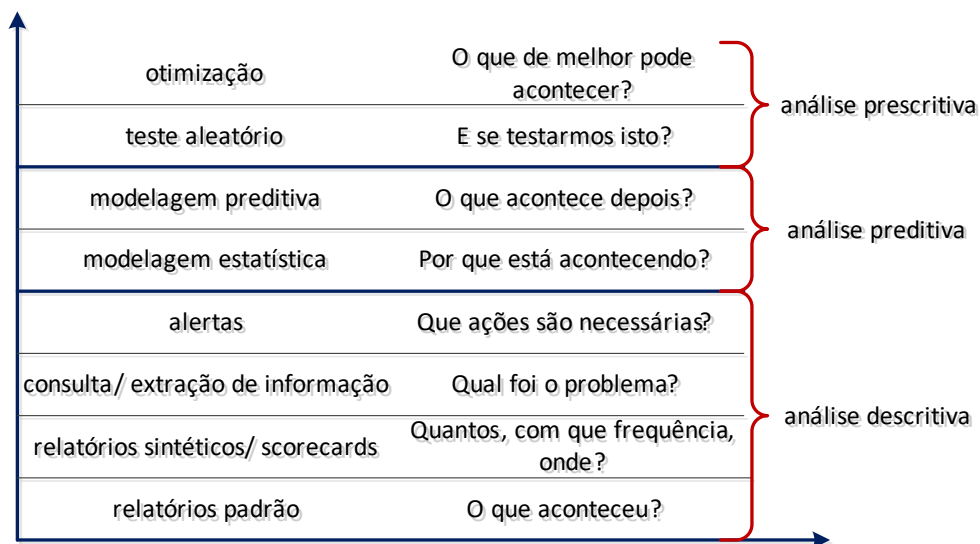 otimização
O que de melhor pode
acontecer?
análise prescritiva
teste aleatório
E se testarmos isto?
modelagem preditiva
O que acontece depois?
análise preditiva
modelagem estatística
Por que está acontecendo?
alertas
Que ações são necessárias?
consulta/ extração de informação
Qual foi o problema?
análise descritiva
relatórios sintéticos/ scorecards
Quantos, com que frequência,
onde?
relatórios padrão
O que aconteceu?